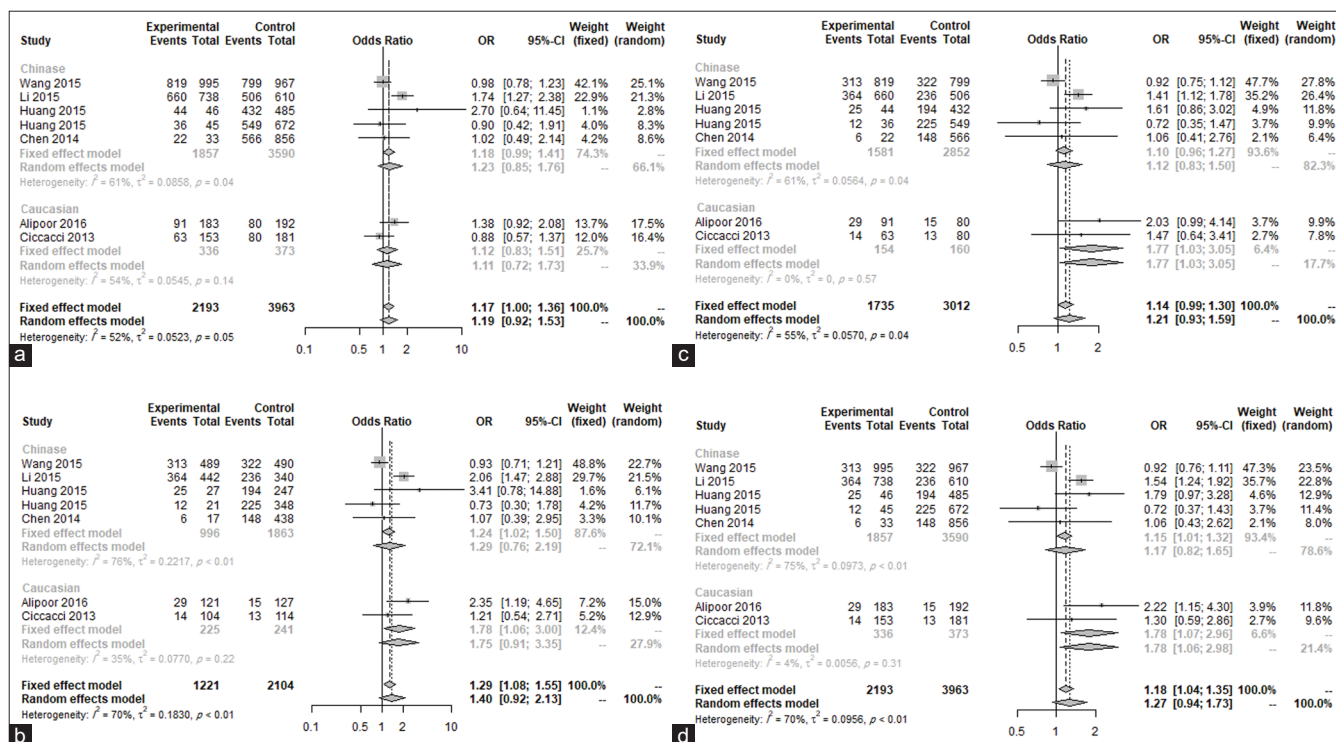 Experimental Control Weight Weight
Study Events Total Events Total Odds Ratio OR 95%-CI (fixed) (random)
Chinase
Wang 2015 819 995 799 967 0.98 [0.78; 1.23] 42.1% 25.1%
Li 2015 660 738 506 610 1.74 [1.27; 2.38] 22.9% 21.3%
Huang 2015 44 46 432 485 2.70 [0.64; 11.45] 1.1% 2.8%
Huang 2015 36 45 549 672 0.90 [0.42; 1.91] 4.0% 8.3%
Chen 2014 22 33 566 856 1.02 [0.49; 2.14] 4.2% 8.6%
Fixed effect model 1857 3590 1.18 [0.99; 1.41] 74.3% --
Random effects model 1.23 [0.85; 1.76] -- 66.1%
Heterogeneity: I² = 61%, τ² = 0.0858, p = 0.04
Caucasian
Alipoor 2016 91 183 80 192 1.38 [0.92; 2.08] 13.7% 17.5%
Ciccacci 2013 63 153 80 181 0.88 [0.57; 1.37] 12.0% 16.4%
Fixed effect model 336 373 1.12 [0.83; 1.51] 25.7% --
Random effects model 1.11 [0.72; 1.73] -- 33.9%
Heterogeneity: I² = 54%, τ² = 0.0545, p = 0.14
Fixed effect model 2193 3963 1.17 [1.00; 1.36] 100.0% --
Random effects model 1.19 [0.92; 1.53] -- 100.0%
Heterogeneity: I² = 52%, τ² = 0.0523, p = 0.05
0.1 0.5 1 2 10
a
Experimental Control Weight Weight
Study Events Total Events Total Odds Ratio OR 95%-CI (fixed) (random)
Chinase
Wang 2015 313 819 322 799 0.92 [0.75; 1.12] 47.7% 27.8%
Li 2015 364 660 236 506 1.41 [1.12; 1.78] 35.2% 26.4%
Huang 2015 25 44 194 432 1.61 [0.86; 3.02] 4.9% 11.8%
Huang 2015 12 36 225 549 0.72 [0.35; 1.47] 3.7% 9.9%
Chen 2014 6 22 148 566 1.06 [0.41; 2.76] 2.1% 6.4%
Fixed effect model 1581 2852 1.10 [0.96; 1.27] 93.6% --
Random effects model 1.12 [0.83; 1.50] -- 82.3%
Heterogeneity: I² = 61%, τ² = 0.0564, p = 0.04
Caucasian
Alipoor 2016 29 91 15 80 2.03 [0.99; 4.14] 3.7% 9.9%
Ciccacci 2013 14 63 13 80 1.47 [0.64; 3.41] 2.7% 7.8%
Fixed effect model 154 160 1.77 [1.03; 3.05] 6.4% --
Random effects model 1.77 [1.03; 3.05] -- 17.7%
Heterogeneity: I² = 0%, τ² = 0, p = 0.57
Fixed effect model 1735 3012 1.14 [0.99; 1.30] 100.0% --
Random effects model 1.21 [0.93; 1.59] -- 100.0%
Heterogeneity: I² = 55%, τ² = 0.0570, p = 0.04
0.5 1 2
c
Experimental Control Weight Weight
Study Events Total Events Total Odds Ratio OR 95%-CI (fixed) (random)
Chinase
Wang 2015 313 489 322 490 0.93 [0.71; 1.21] 48.8% 22.7%
Li 2015 364 442 236 340 2.06 [1.47; 2.88] 29.7% 21.5%
Huang 2015 25 27 194 247 3.41 [0.78; 14.88] 1.6% 6.1%
Huang 2015 12 21 225 348 0.73 [0.30; 1.78] 4.2% 11.7%
Chen 2014 6 17 148 438 1.07 [0.39; 2.95] 3.3% 10.1%
Fixed effect model 996 1863 1.24 [1.02; 1.50] 87.6% --
Random effects model 1.29 [0.76; 2.19] -- 72.1%
Heterogeneity: I² = 76%, τ² = 0.2217, p < 0.01
Caucasian
Alipoor 2016 29 121 15 127 2.35 [1.19; 4.65] 7.2% 15.0%
Ciccacci 2013 14 104 13 114 1.21 [0.54; 2.71] 5.2% 12.9%
Fixed effect model 225 241 1.78 [1.06; 3.00] 12.4% --
Random effects model 1.75 [0.91; 3.35] -- 27.9%
Heterogeneity: I² = 35%, τ² = 0.0770, p = 0.22
Fixed effect model 1221 2104 1.29 [1.08; 1.55] 100.0% --
Random effects model 1.40 [0.92; 2.13] -- 100.0%
Heterogeneity: I² = 70%, τ² = 0.1830, p < 0.01
0.1 0.5 1 2 10
b
Experimental Control Weight Weight
Study Events Total Events Total Odds Ratio OR 95%-CI (fixed) (random)
Chinase
Wang 2015 313 995 322 967 0.92 [0.76; 1.11] 47.3% 23.5%
Li 2015 364 738 236 610 1.54 [1.24; 1.92] 35.7% 22.8%
Huang 2015 25 46 194 485 1.79 [0.97; 3.28] 4.6% 12.9%
Huang 2015 12 45 225 672 0.72 [0.37; 1.43] 3.7% 11.4%
Chen 2014 6 33 148 856 1.06 [0.43; 2.62] 2.1% 8.0%
Fixed effect model 1857 3590 1.15 [1.01; 1.32] 93.4% --
Random effects model 1.17 [0.82; 1.65] -- 78.6%
Heterogeneity: I² = 75%, τ² = 0.0973, p < 0.01
Caucasian
Alipoor 2016 29 183 15 192 2.22 [1.15; 4.30] 3.9% 11.8%
Ciccacci 2013 14 153 13 181 1.30 [0.59; 2.86] 2.7% 9.6%
Fixed effect model 336 373 1.78 [1.07; 2.96] 6.6% --
Random effects model 1.78 [1.06; 2.98] -- 21.4%
Heterogeneity: I² = 4%, τ² = 0.0056, p = 0.31
Fixed effect model 2193 3963 1.18 [1.04; 1.35] 100.0% --
Random effects model 1.27 [0.94; 1.73] -- 100.0%
Heterogeneity: I² = 70%, τ² = 0.0956, p < 0.01
0.5 1 2
d